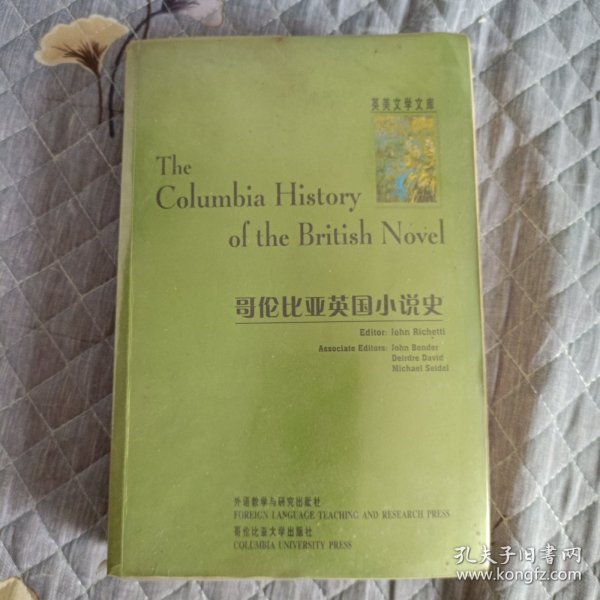 英美文学文库
The
Columbia History
of the British Novel
哥伦比亚英国小说史
Editor: John Richetti
Associate Editors: John Bender
Deirdre David
Michael Seidel
外语教学与研究出版社
FOREIGN LANGUAGE TEACHING AND RESEARCH PRESS
哥伦比亚大学出版社
COLUMBIA UNIVERSITY PRESS
孔夫子旧书网
www.kongfz.com